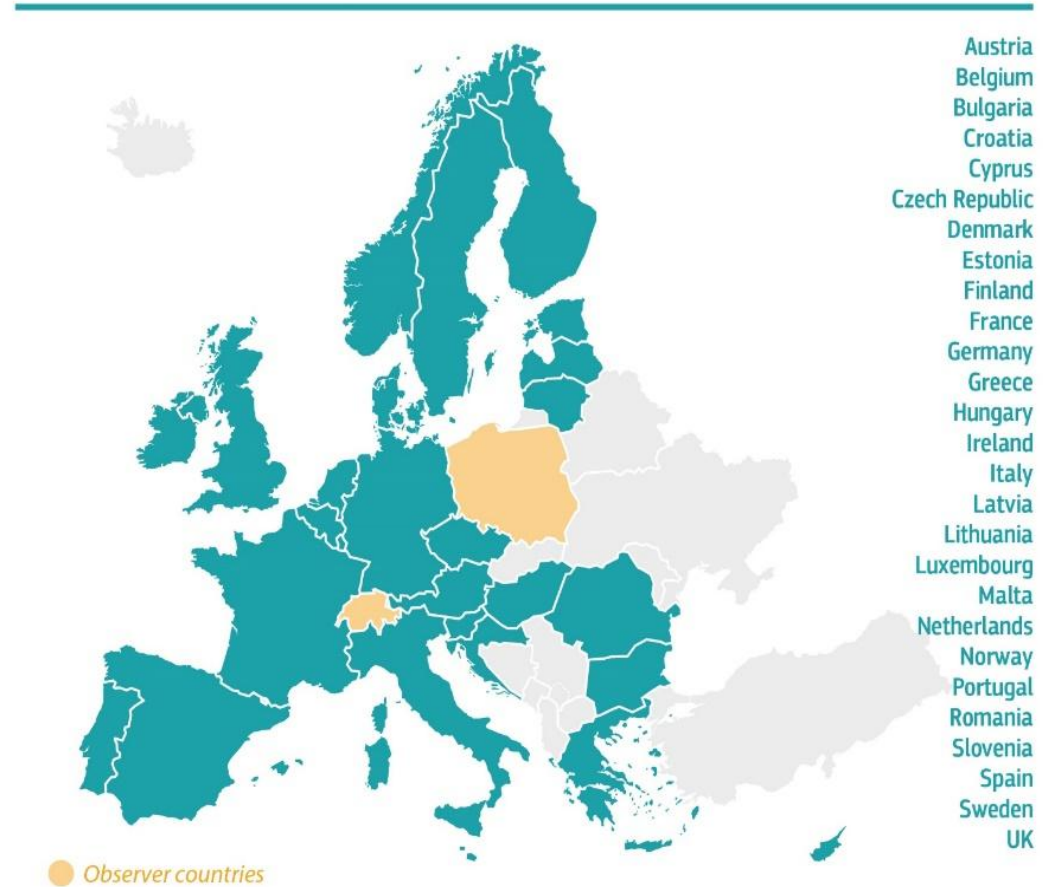 Austria
Belgium
Bulgaria
Croatia
Cyprus
Czech Republic
Denmark
Estonia
Finland
France
Germany
Greece
Hungary
Ireland
Italy
Latvia
Lithuania
Luxembourg
Malta
Netherlands
Norway
Portugal
Romania
Slovenia
Spain
Sweden
UK
Observer countries